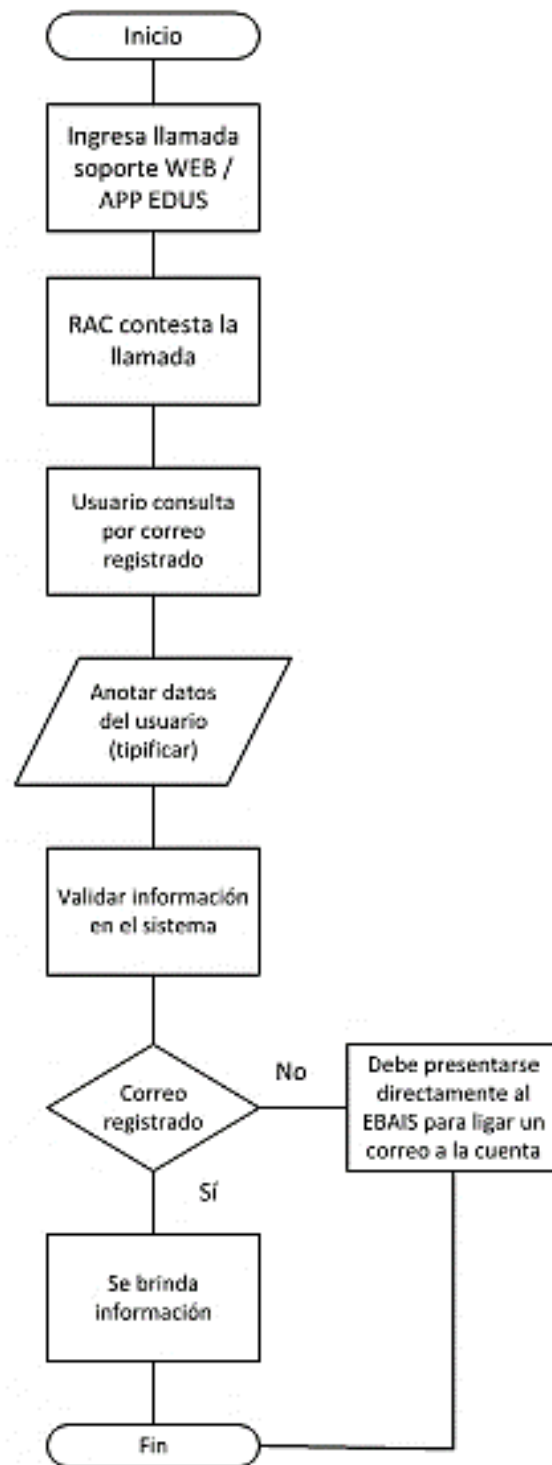 Inicio
Ingresa llamada
soporte WEB /
APP EDUS
RAC contesta la
llamada
Usuario consulta
por correo
registrado
Anotar datos
del usuario
(tipificar)
Validar información
en el sistema
Correo
registrado
No
Debe presentarse
directamente al
EBAIS para ligar un
correo a la cuenta
Sí
Se brinda
información
Fin